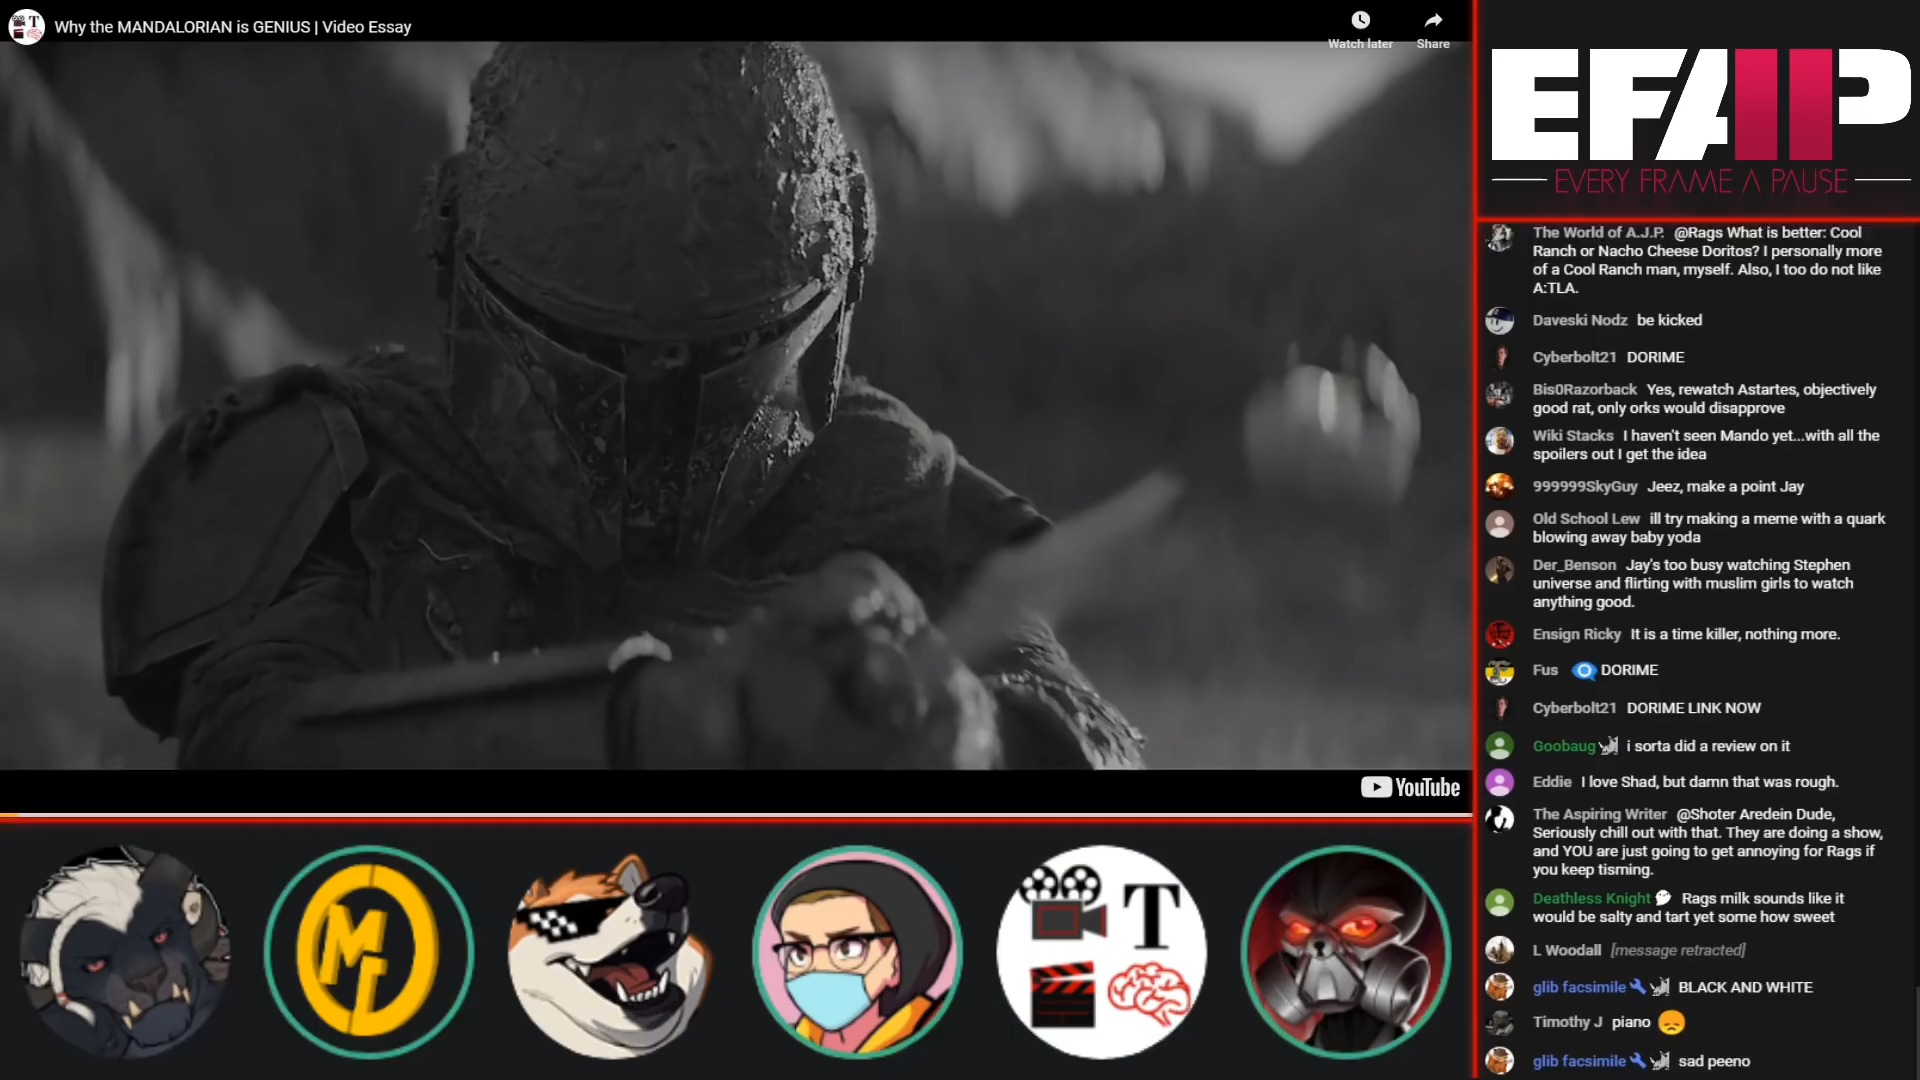 Why the MANDALORIAN is GENIUS | Video Essay
Watch later
Share
YouTube
T
EFAP
EVERY FRAME A PAUSE
The World of A.J.P. @Rags What is better: Cool
Ranch or Nacho Cheese Doritos? I personally more
of a Cool Ranch man, myself. Also, I too do not like
A:TLA.
Daveski Nodz be kicked
Cyberbolt21 DORIME
Bis0Razorback Yes, rewatch Astartes, objectively
good rat, only orks would disapprove
Wiki Stacks I haven't seen Mando yet...with all the
spoilers out I get the idea
999999SkyGuy Jeez, make a point Jay
Old School Lew ill try making a meme with a quark
blowing away baby yoda
Der_Benson Jay's too busy watching Stephen
universe and flirting with muslim girls to watch
anything good.
Ensign Ricky It is a time killer, nothing more.
Fus DORIME
Cyberbolt21 DORIME LINK NOW
Goobaug i sorta did a review on it
Eddie I love Shad, but damn that was rough.
The Aspiring Writer @Shoter Aredein Dude,
Seriously chill out with that. They are doing a show,
and YOU are just going to get annoying for Rags if
you keep tisming.
Deathless Knight Rags milk sounds like it
would be salty and tart yet some how sweet
L Woodall [message retracted]
glib facsimile BLACK AND WHITE
Timothy J piano
glib facsimile sad peeno